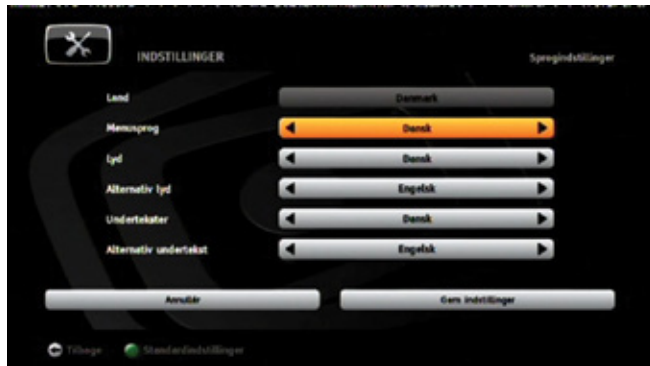 INDSTILLINGER
Sprogindstillinger
Land
Danmark
Menusprog
Dansk
Lyd
Dansk
Alternativ lyd
Engelsk
Undertekster
Dansk
Alternativ undertekst
Engelsk
Annullér
Gem indstillinger
Tilbage
Standardindstillinger